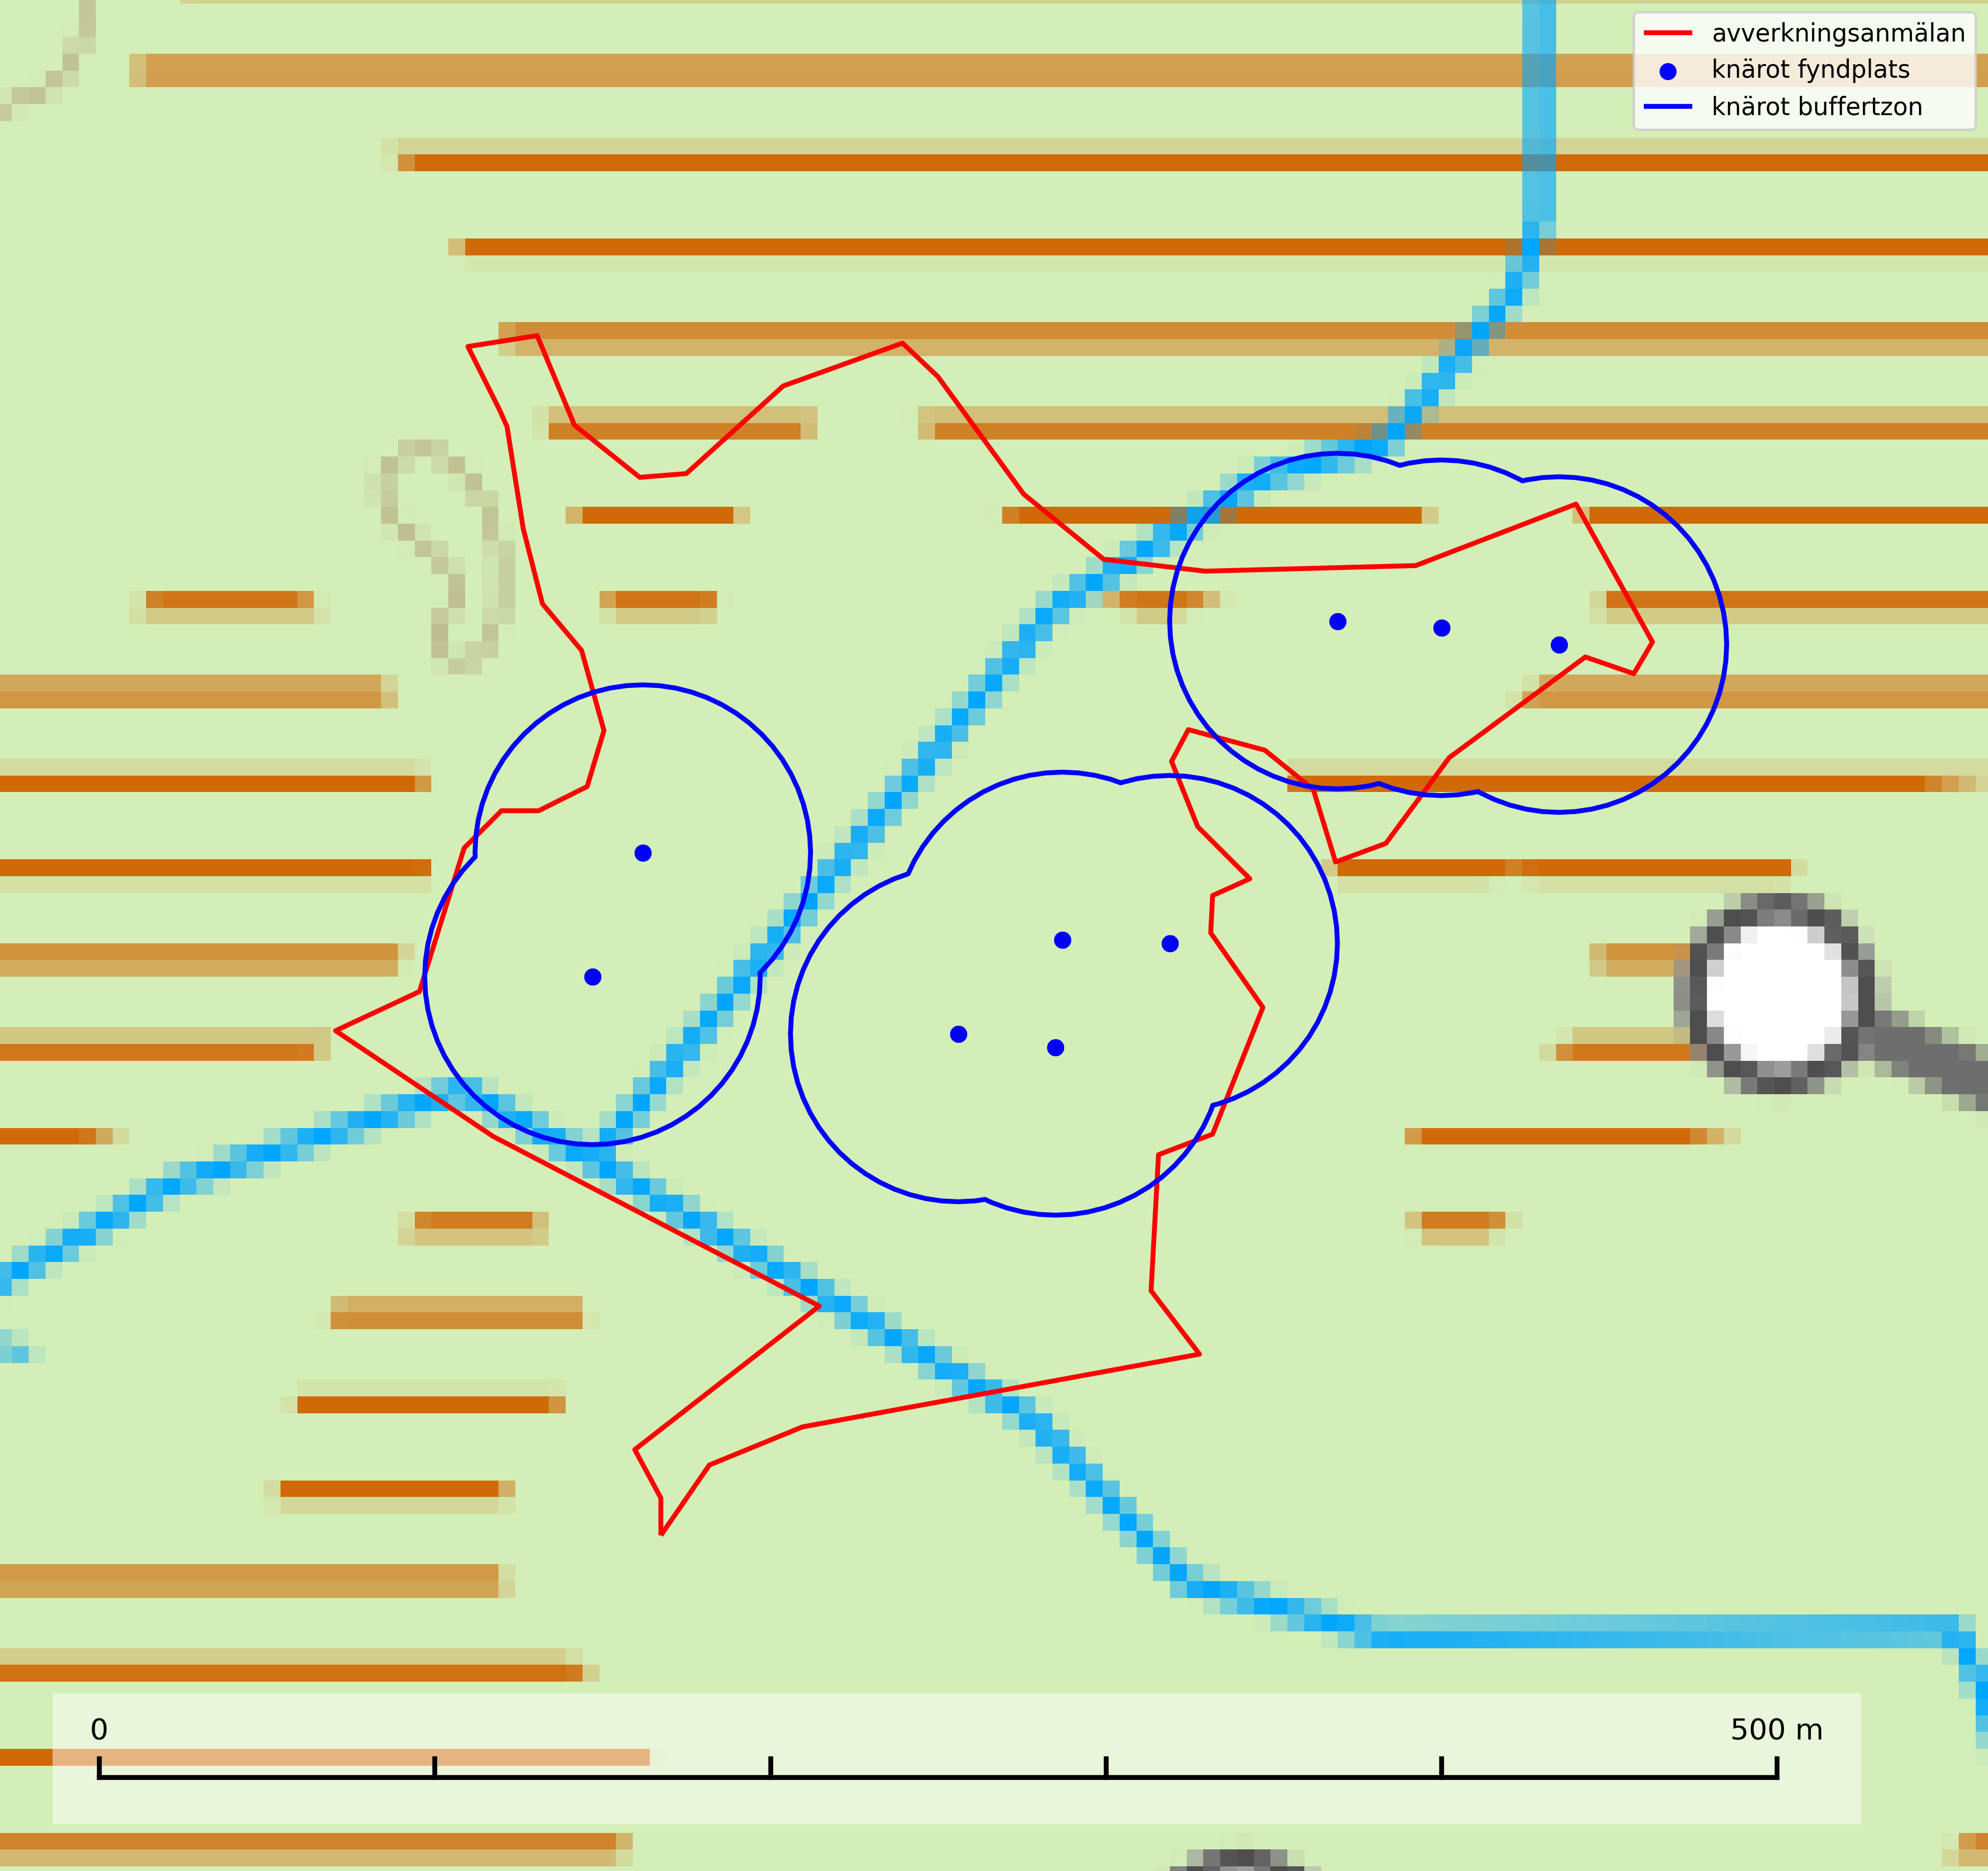 avverkningsanmälan
knärot fyndplats
knärot buffertzon
0
500 m